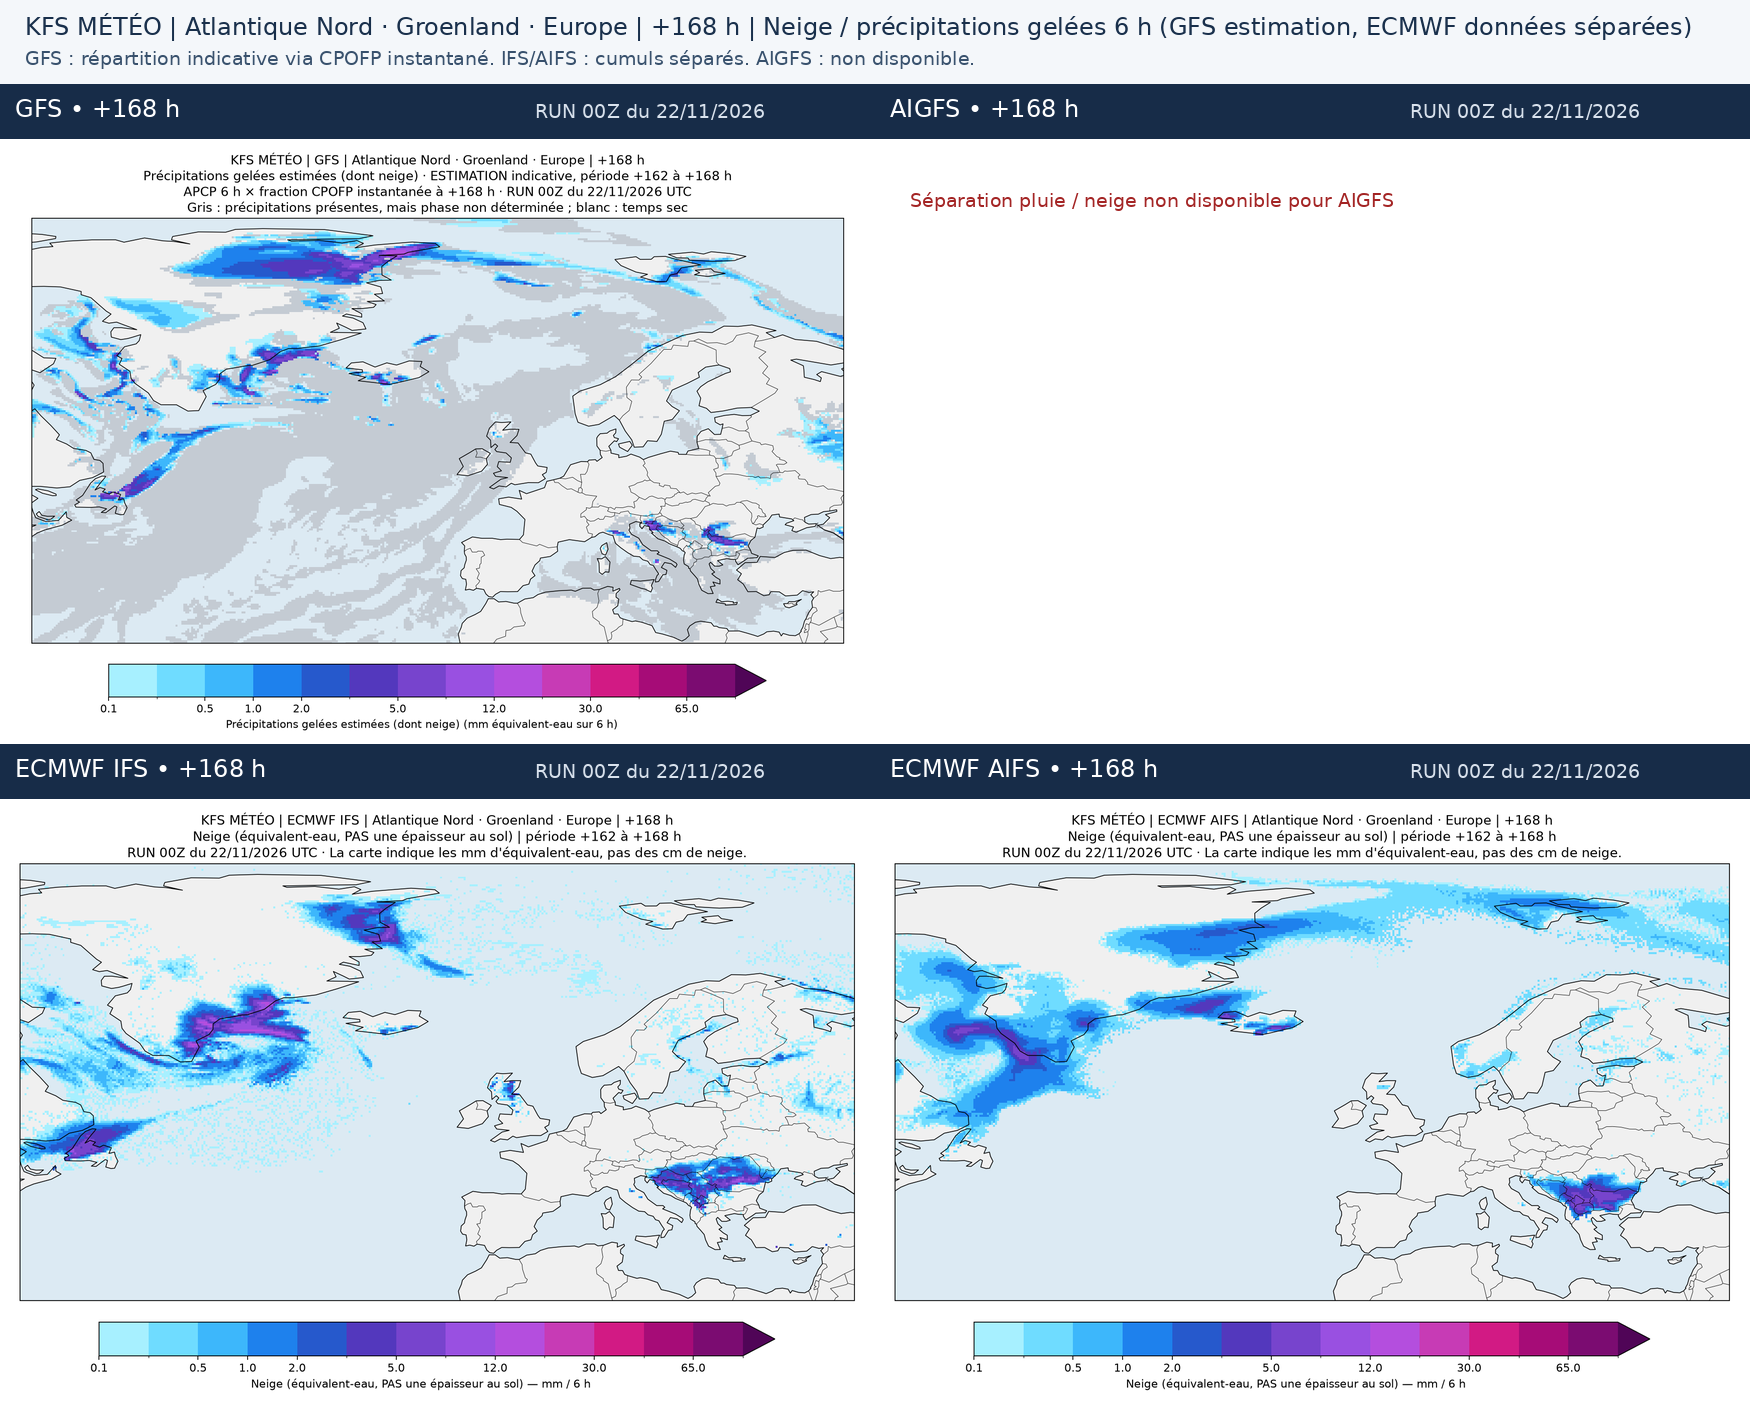 KFS MÉTÉO | Atlantique Nord · Groenland · Europe | +168 h | Neige / précipitations gelées 6 h (GFS estimation, ECMWF données séparées)
GFS : répartition indicative via CPOFP instantané. IFS/AIFS : cumuls séparés. AIGFS : non disponible.
GFS • +168 h
RUN 00Z du 22/11/2026
AIGFS • +168 h
RUN 00Z du 22/11/2026
KFS MÉTÉO | GFS | Atlantique Nord · Groenland · Europe | +168 h
Précipitations gelées estimées (dont neige) · ESTIMATION indicative, période +162 à +168 h
APCP 6 h × fraction CPOFP instantanée à +168 h · RUN 00Z du 22/11/2026 UTC
Gris : précipitations présentes, mais phase non déterminée ; blanc : temps sec
Séparation pluie / neige non disponible pour AIGFS
0.1 0.5 1.0 2.0 5.0 12.0 30.0 65.0
Précipitations gelées estimées (dont neige) (mm équivalent-eau sur 6 h)
ECMWF IFS • +168 h
RUN 00Z du 22/11/2026
ECMWF AIFS • +168 h
RUN 00Z du 22/11/2026
KFS MÉTÉO | ECMWF IFS | Atlantique Nord · Groenland · Europe | +168 h
Neige (équivalent-eau, PAS une épaisseur au sol) | période +162 à +168 h
RUN 00Z du 22/11/2026 UTC · La carte indique les mm d'équivalent-eau, pas des cm de neige.
KFS MÉTÉO | ECMWF AIFS | Atlantique Nord · Groenland · Europe | +168 h
Neige (équivalent-eau, PAS une épaisseur au sol) | période +162 à +168 h
RUN 00Z du 22/11/2026 UTC · La carte indique les mm d'équivalent-eau, pas des cm de neige.
0.1 0.5 1.0 2.0 5.0 12.0 30.0 65.0
Neige (équivalent-eau, PAS une épaisseur au sol) — mm / 6 h
0.1 0.5 1.0 2.0 5.0 12.0 30.0 65.0
Neige (équivalent-eau, PAS une épaisseur au sol) — mm / 6 h